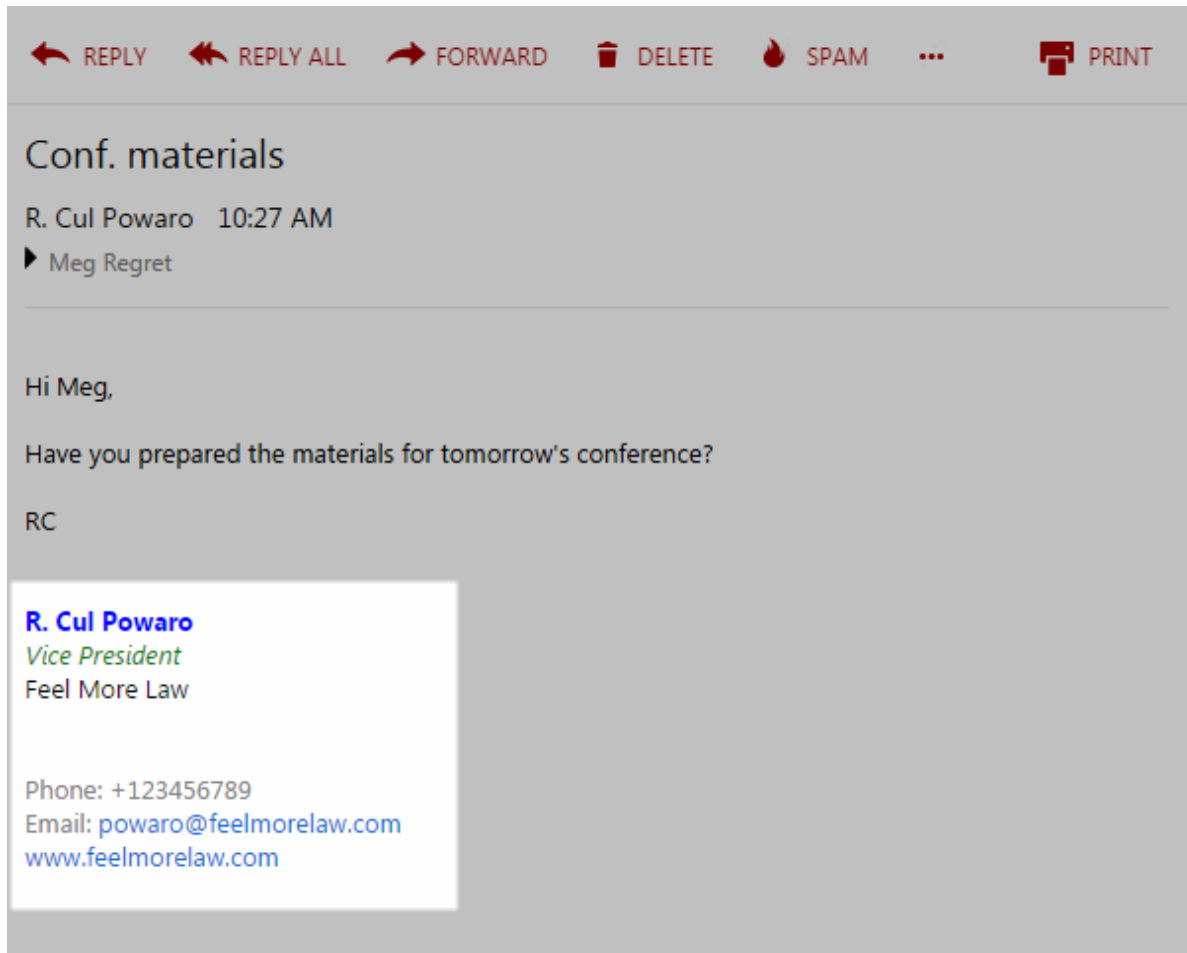 REPLY REPLY ALL FORWARD DELETE SPAM ... PRINT
Conf. materials
R. Cul Powaro 10:27 AM
Meg Regret
Hi Meg,
Have you prepared the materials for tomorrow's conference?
RC
R. Cul Powaro
Vice President
Feel More Law
Phone: +123456789
Email: powaro@feelmorelaw.com
www.feelmorelaw.com